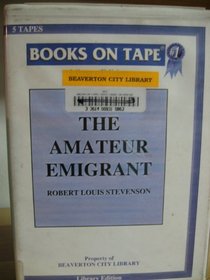 5 TAPES
BOOKS ON TAPE
#1
BEAVERTON CITY LIBRARY
THE
AMATEUR
EMIGRANT
ROBERT LOUIS STEVENSON
Property of
BEAVERTON CITY LIBRARY
Library Edition